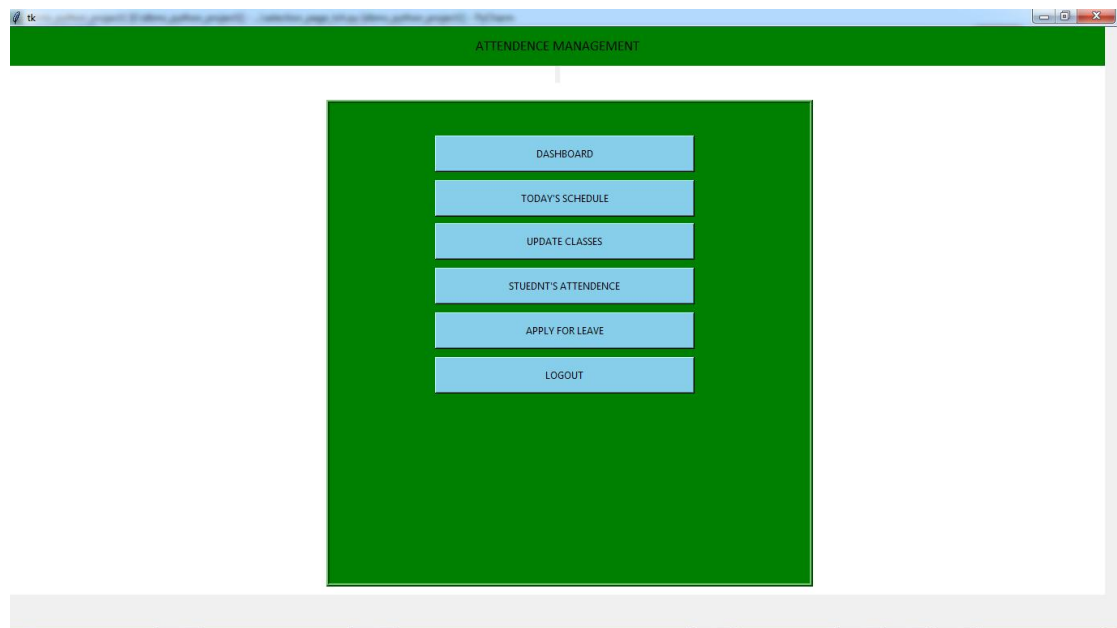 tk
ATTENDENCE MANAGEMENT
DASHBOARD
TODAY'S SCHEDULE
UPDATE CLASSES
STUEDNT'S ATTENDENCE
APPLY FOR LEAVE
LOGOUT